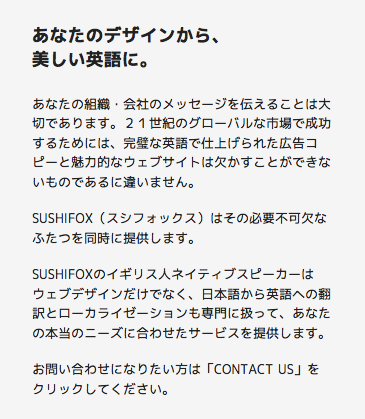 あなたのデザインから、
美しい英語に。
あなたの組織・会社のメッセージを伝えることは大
切であります。２１世紀のグローバルな市場で成功
するためには、完璧な英語で仕上げられた広告コ
ピーと魅力的なウェブサイトは欠かすことができな
いものであるに違いません。
SUSHIFOX（スシフォックス）はその必要不可欠な
ふたつを同時に提供します。
SUSHIFOXのイギリス人ネイティブスピーカーは
ウェブデザインだけでなく、日本語から英語への翻
訳とローカライゼーションも専門に扱って、あなた
の本当のニーズに合わせたサービスを提供します。
お問い合わせになりたい方は「CONTACT US」を
クリックしてください。